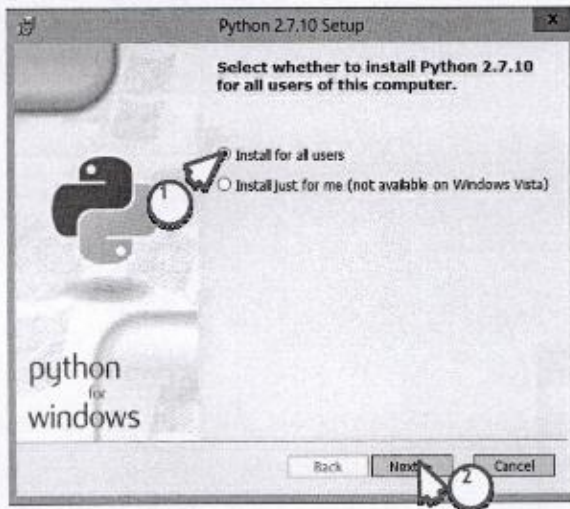 Python 2.7.10 Setup
x
Select whether to install Python 2.7.10
for all users of this computer.
Install for all users
Install just for me (not available on Windows Vista)
1
python
for
windows
Back
Next
Cancel
2